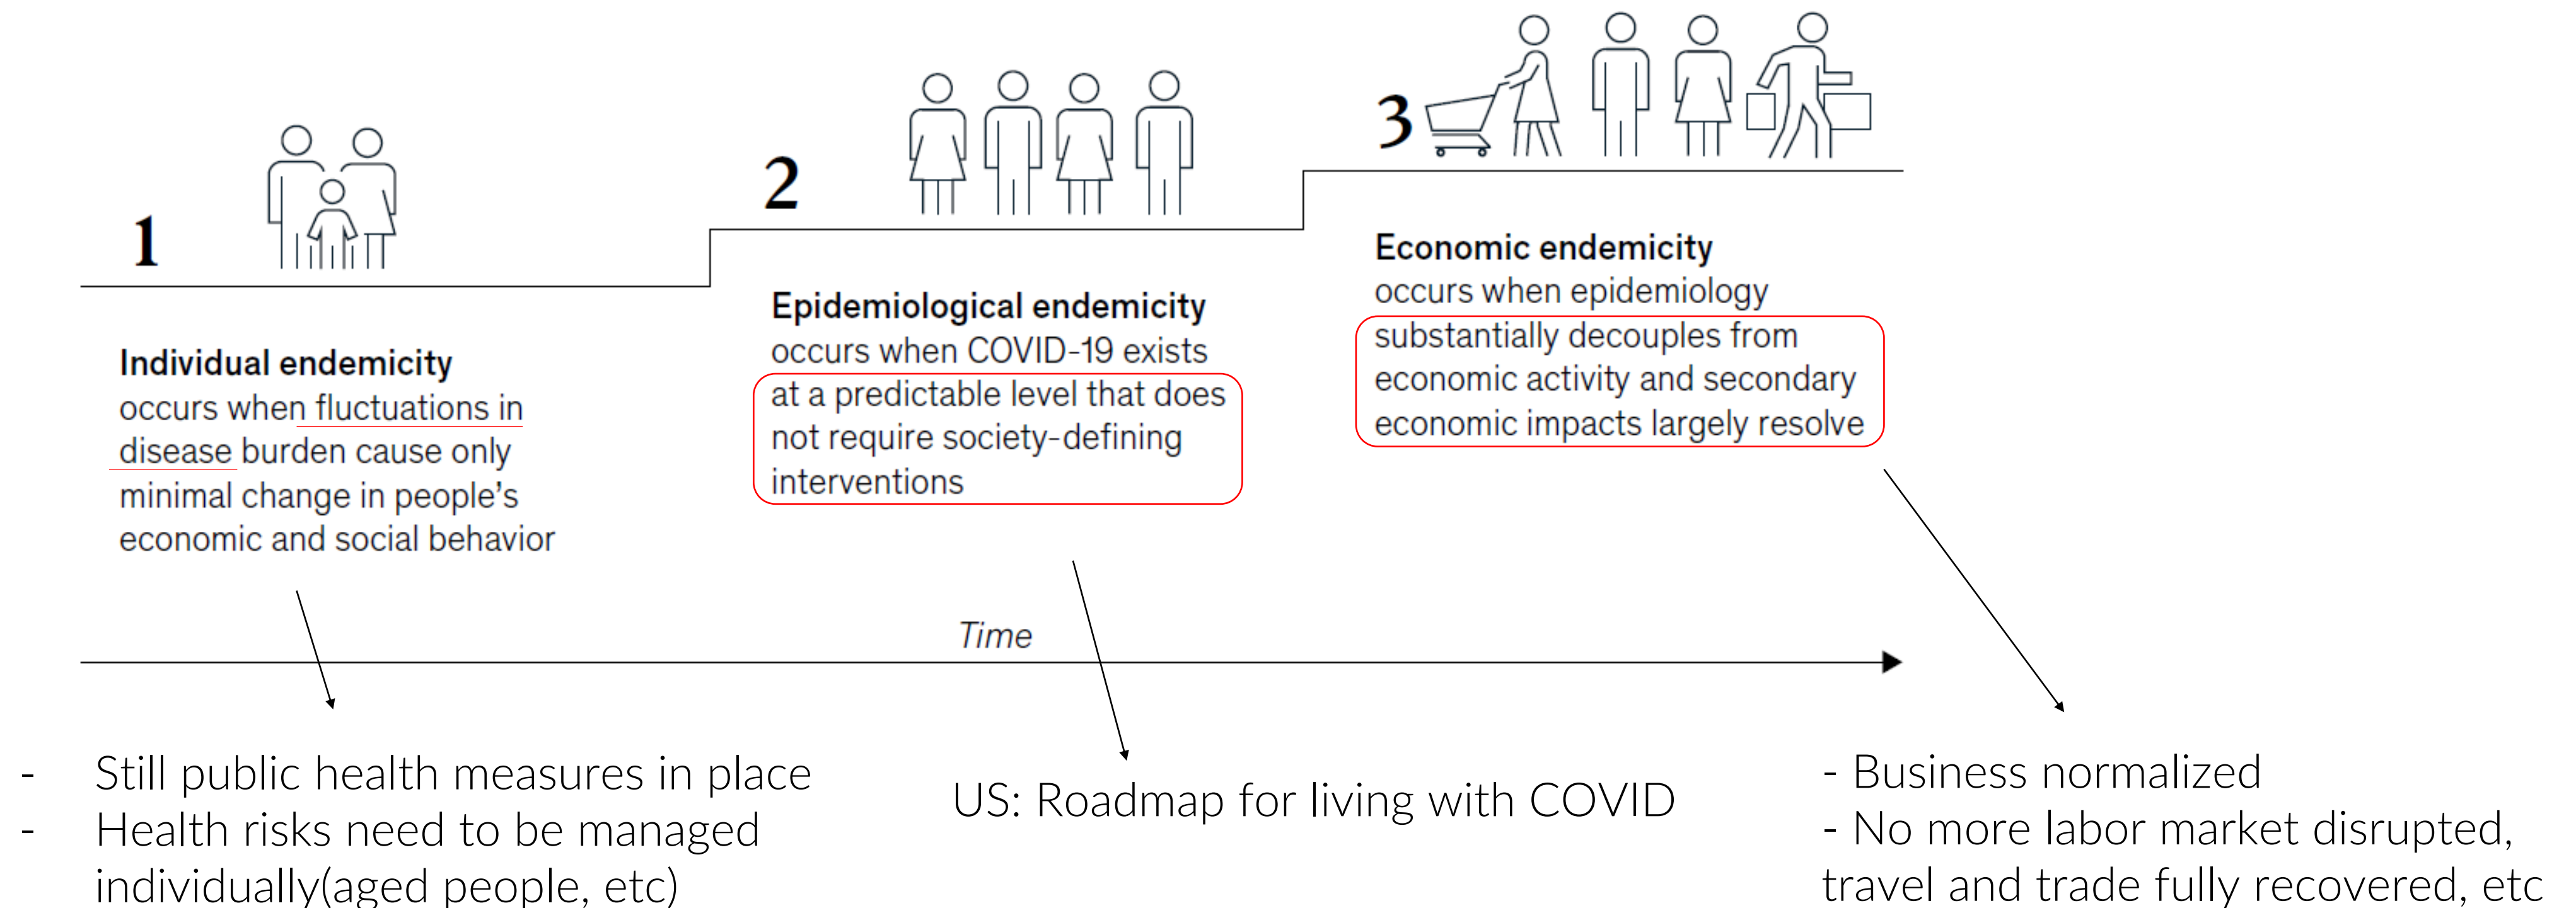 1
Individual endemicity
occurs when fluctuations in
disease burden cause only
minimal change in people's
economic and social behavior
2
Epidemiological endemicity
occurs when COVID-19 exists
at a predictable level that does
not require society-defining
interventions
3
Economic endemicity
occurs when epidemiology
substantially decouples from
economic activity and secondary
economic impacts largely resolve
Time
- Still public health measures in place
- Health risks need to be managed
individually(aged people, etc)
US: Roadmap for living with COVID
- Business normalized
- No more labor market disrupted,
travel and trade fully recovered, etc